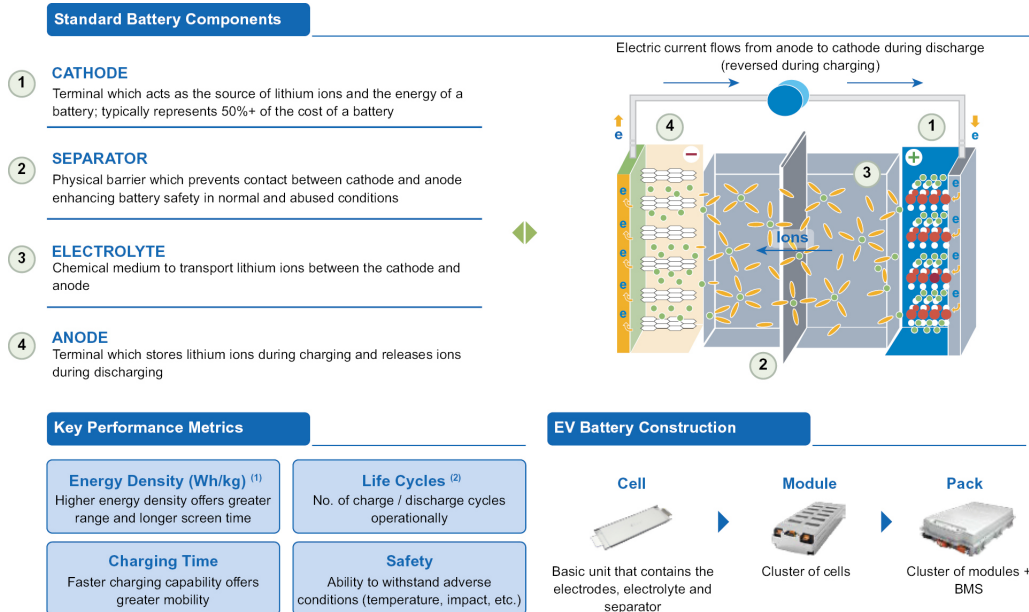 Standard Battery Components
1
CATHODE
Terminal which acts as the source of lithium ions and the energy of a
battery; typically represents 50%+ of the cost of a battery
2
SEPARATOR
Physical barrier which prevents contact between cathode and anode
enhancing battery safety in normal and abused conditions
3
ELECTROLYTE
Chemical medium to transport lithium ions between the cathode and
anode
4
ANODE
Terminal which stores lithium ions during charging and releases ions
during discharging
Electric current flows from anode to cathode during discharge
(reversed during charging)
e
4
1
e
−
+
3
e
e
e
e
e
e
e
e
Ions
2
Key Performance Metrics
Energy Density (Wh/kg) (1)
Higher energy density offers greater
range and longer screen time
Life Cycles (2)
No. of charge / discharge cycles
operationally
Charging Time
Faster charging capability offers
greater mobility
Safety
Ability to withstand adverse
conditions (temperature, impact, etc.)
EV Battery Construction
Cell
Basic unit that contains the
electrodes, electrolyte and
separator
Module
Cluster of cells
Pack
Cluster of modules +
BMS